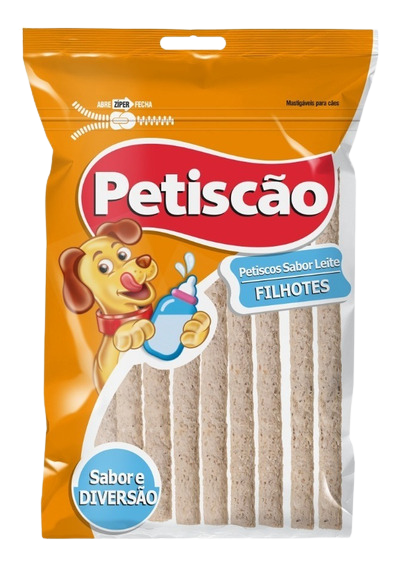 ABRE ZÍPER FECHA
Mastigáveis para cães
Petiscão
Petiscos Sabor Leite
FILHOTES
Sabor e
DIVERSÃO